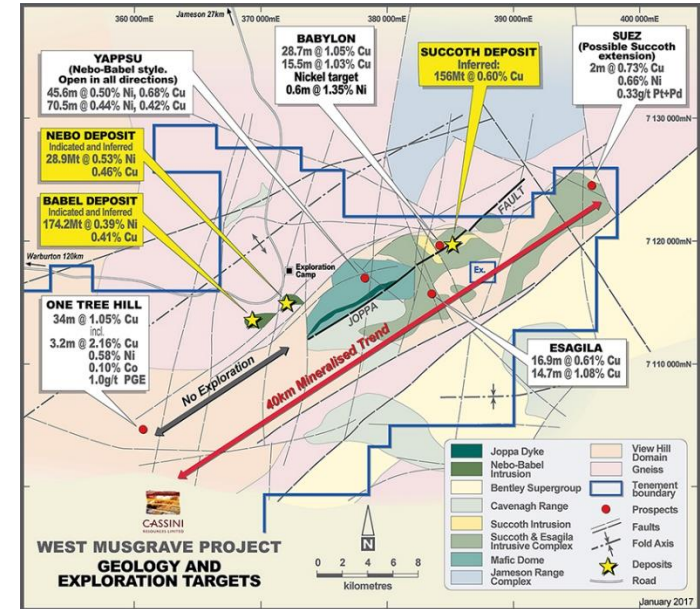 360 000 mE
370 000 mE
380 000 mE
390 000 mE
400 000 mE
Jameson 27km
YAPPSU
(Nebo-Babel style.
Open in all directions)
45.6m @ 0.50% Ni, 0.68% Cu
70.5m @ 0.44% Ni, 0.42% Cu
BABYLON
28.7m @ 1.05% Cu
15.5m @ 1.03% Cu
Nickel target
0.6m @ 1.35% Ni
SUCCOTH DEPOSIT
Inferred:
156Mt @ 0.60% Cu
SUEZ
(Possible Succoth
extension)
2m @ 0.73% Cu
0.66% Ni
0.33g/t Pt+Pd
7 130 000mN
NEBO DEPOSIT
Indicated and Inferred
28.9Mt @ 0.53% Ni
0.46% Cu
BABEL DEPOSIT
Indicated and Inferred
174.2Mt @ 0.39% Ni
0.41% Cu
FAULT
7 120 000mN
Warburton 120km
Exploration
Camp
Ex.
JOPPA
ONE TREE HILL
34m @ 1.05% Cu
incl.
3.2m @ 2.16% Cu
0.58% Ni
0.10% Co
1.0g/t PGE
No Exploration
40km Mineralised Trend
ESAGILA
16.9m @ 0.61% Cu
14.7m @ 1.08% Cu
7 110 000mN
CASSINI
RESOURCES LIMITED
WEST MUSGRAVE PROJECT
GEOLOGY AND
EXPLORATION TARGETS
N
0 2 4 6 8
kilometres
Joppa Dyke
Nebo-Babel
Intrusion
Bentley Supergroup
Cavenagh Range
Succoth Intrusion
Succoth & Esagila
Intrusive Complex
Mafic Dome
Jameson Range
Complex
View Hill
Domain
Gneiss
Tenement
boundary
Prospects
Faults
Fold Axis
Deposits
Road
January 2017